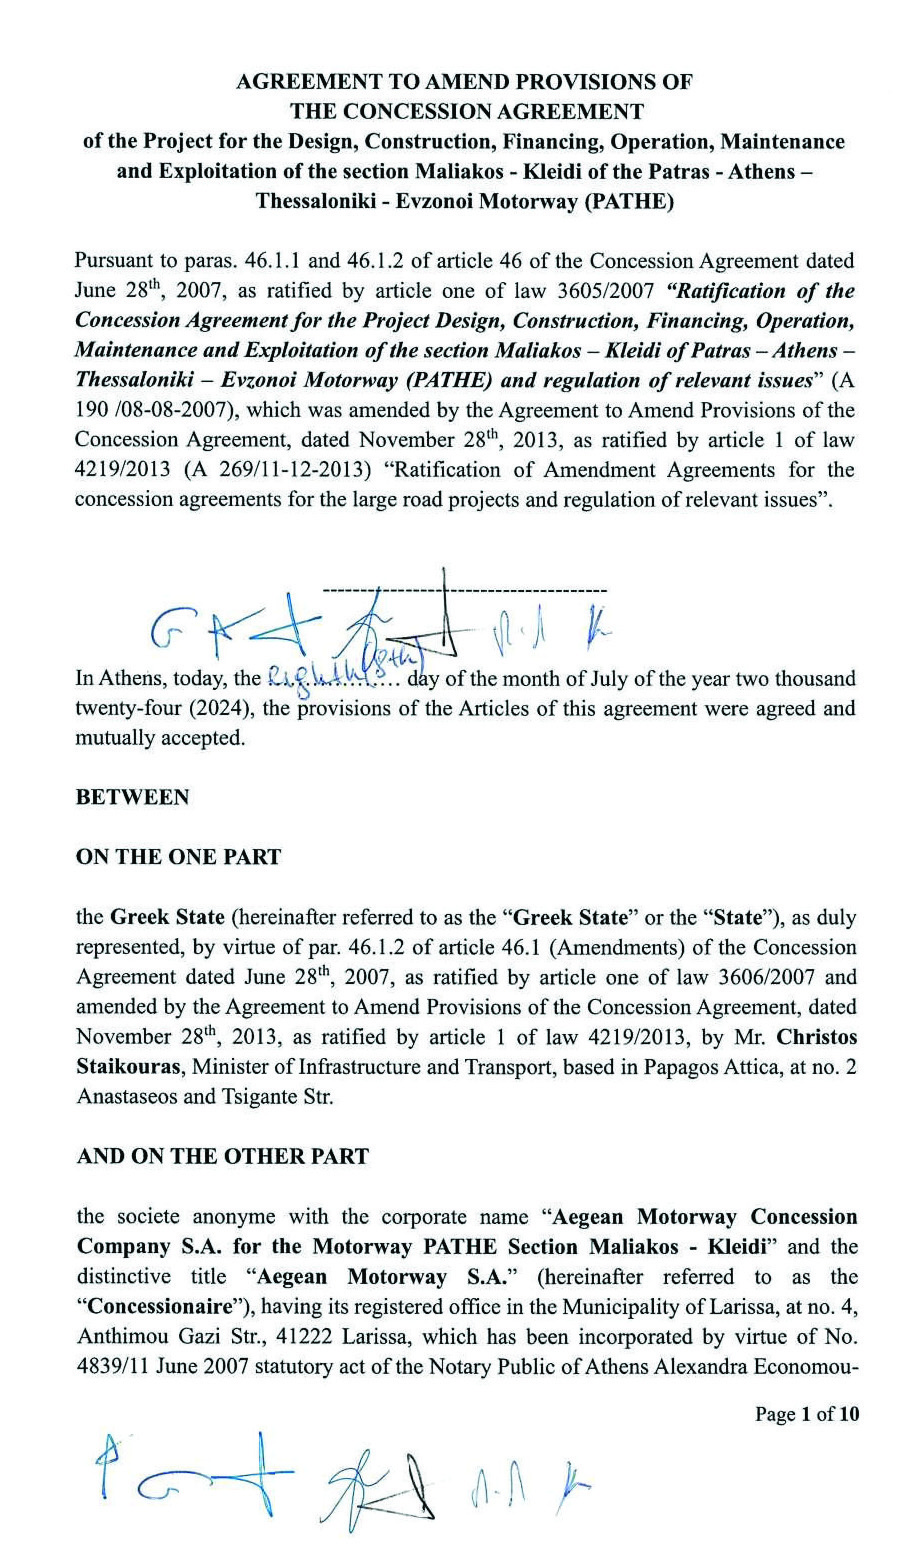 AGREEMENT TO AMEND PROVISIONS OF
THE CONCESSION AGREEMENT
of the Project for the Design, Construction, Financing, Operation, Maintenance
and Exploitation of the section Maliakos - Kleidi of the Patras - Athens –
Thessaloniki - Evzonoi Motorway (PATHE)
Pursuant to paras. 46.1.1 and 46.1.2 of article 46 of the Concession Agreement dated
June 28th, 2007, as ratified by article one of law 3605/2007 “Ratification of the
Concession Agreement for the Project Design, Construction, Financing, Operation,
Maintenance and Exploitation of the section Maliakos – Kleidi of Patras – Athens –
Thessaloniki – Evzonoi Motorway (PATHE) and regulation of relevant issues” (A
190 /08-08-2007), which was amended by the Agreement to Amend Provisions of the
Concession Agreement, dated November 28th, 2013, as ratified by article 1 of law
4219/2013 (A 269/11-12-2013) “Ratification of Amendment Agreements for the
concession agreements for the large road projects and regulation of relevant issues”.
In Athens, today, the eighth (8th) day of the month of July of the year two thousand
twenty-four (2024), the provisions of the Articles of this agreement were agreed and
mutually accepted.
BETWEEN
ON THE ONE PART
the Greek State (hereinafter referred to as the “Greek State” or the “State”), as duly
represented, by virtue of par. 46.1.2 of article 46.1 (Amendments) of the Concession
Agreement dated June 28th, 2007, as ratified by article one of law 3606/2007 and
amended by the Agreement to Amend Provisions of the Concession Agreement, dated
November 28th, 2013, as ratified by article 1 of law 4219/2013, by Mr. Christos
Staikouras, Minister of Infrastructure and Transport, based in Papagos Attica, at no. 2
Anastaseos and Tsigante Str.
AND ON THE OTHER PART
the societe anonyme with the corporate name “Aegean Motorway Concession
Company S.A. for the Motorway PATHE Section Maliakos - Kleidi” and the
distinctive title “Aegean Motorway S.A.” (hereinafter referred to as the
“Concessionaire”), having its registered office in the Municipality of Larissa, at no. 4,
Anthimou Gazi Str., 41222 Larissa, which has been incorporated by virtue of No.
4839/11 June 2007 statutory act of the Notary Public of Athens Alexandra Economou-
Page 1 of 10